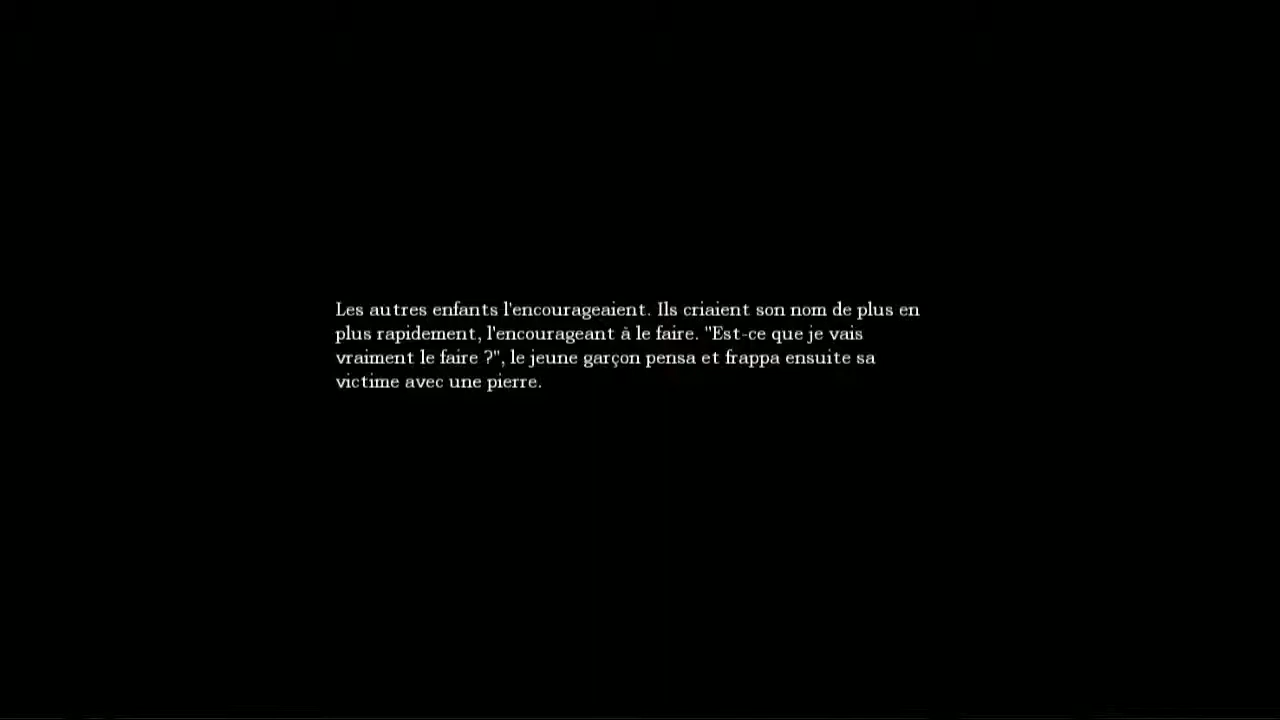 Les autres enfants l'encourageaient. Ils criaient son nom de plus en
plus rapidement, l'encourageant à le faire. "Est-ce que je vais
vraiment le faire ?", le jeune garçon pensa et frappa ensuite sa
victime avec une pierre.